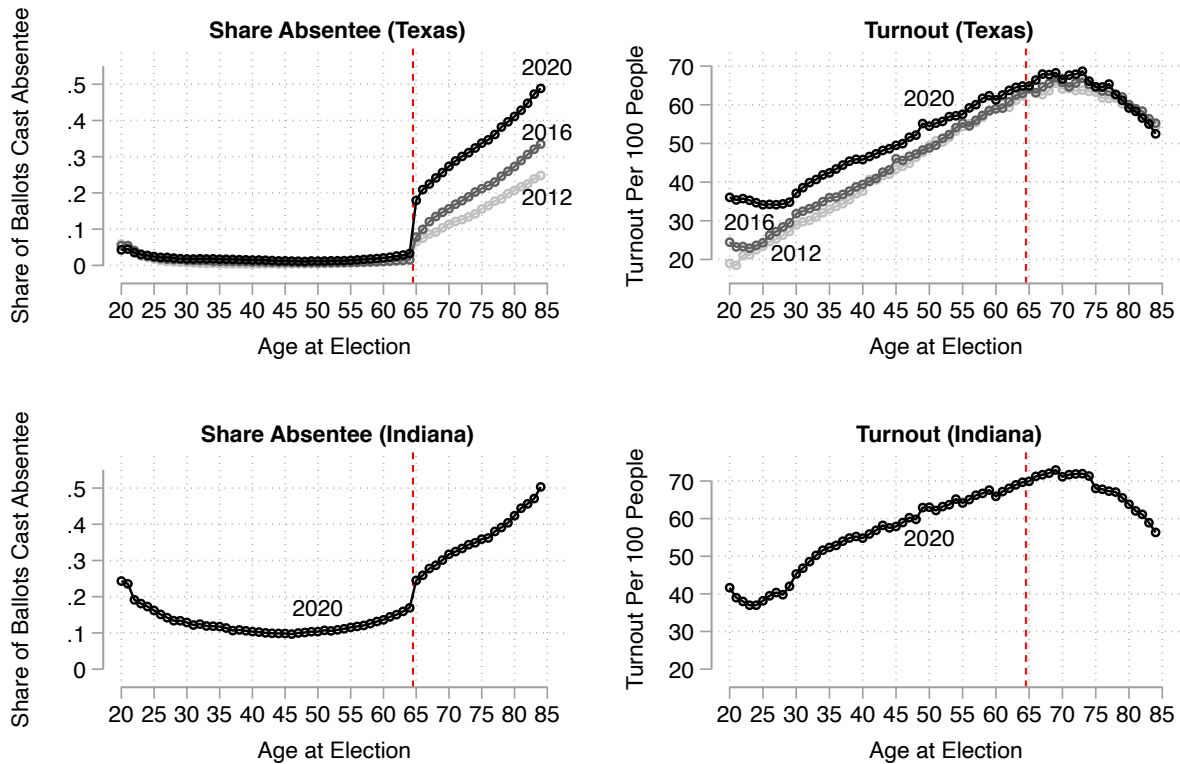 Share Absentee (Texas)
Share of Ballots Cast Absentee
.5
.4
.3
.2
.1
0
2020
2016
2012
20 25 30 35 40 45 50 55 60 65 70 75 80 85
Age at Election
Turnout (Texas)
Turnout Per 100 People
70
60
50
40
30
20
2020
2016
2012
20 25 30 35 40 45 50 55 60 65 70 75 80 85
Age at Election
Share Absentee (Indiana)
Share of Ballots Cast Absentee
.5
.4
.3
.2
.1
0
2020
20 25 30 35 40 45 50 55 60 65 70 75 80 85
Age at Election
Turnout (Indiana)
Turnout Per 100 People
70
60
50
40
30
20
2020
20 25 30 35 40 45 50 55 60 65 70 75 80 85
Age at Election